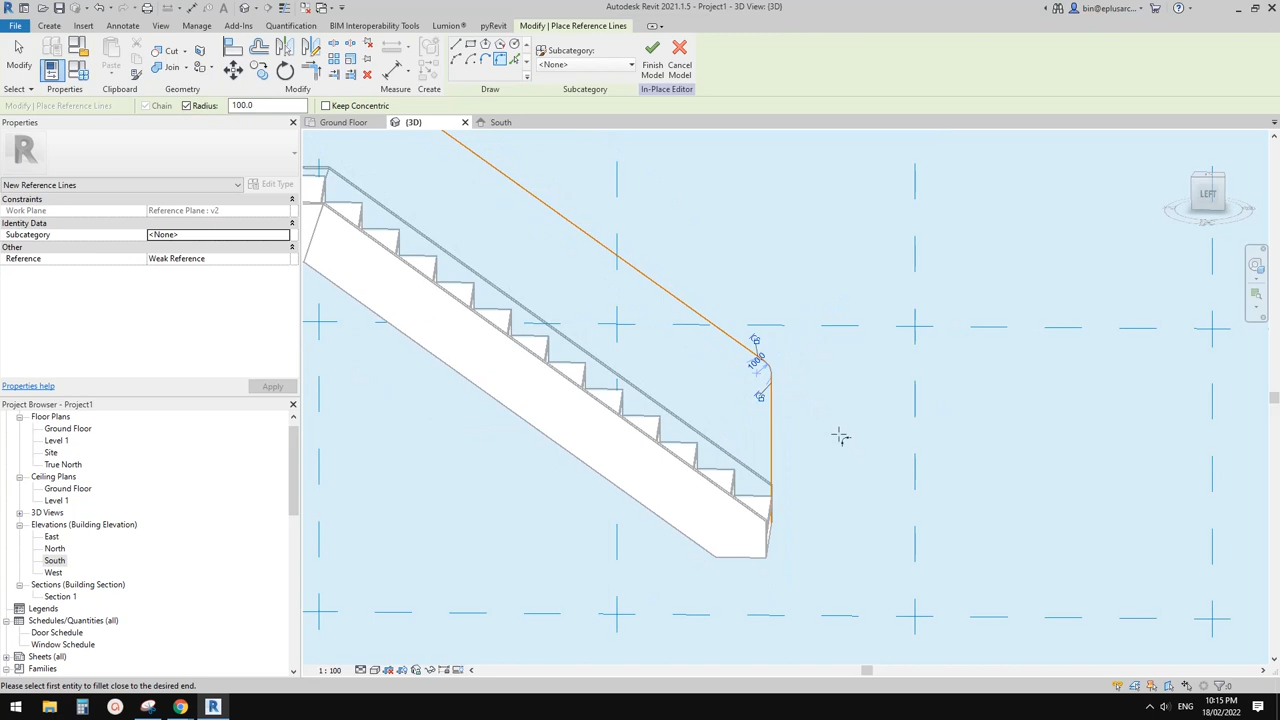 Autodesk Revit 2021.1.5 - Project1 - 3D View: {3D}
bin@eplusarc...
File Create Insert Annotate View Manage Add-Ins Quantification BIM Interoperability Tools Lumion® pyRevit Modify | Place Reference Lines
Modify
Paste
Cut
Join
Subcategory:
<None>
Finish Model
Cancel Model
Select Properties Clipboard Geometry Modify Measure Create Draw Subcategory In-Place Editor
Modify | Place Reference Lines Chain Radius: 100.0 Keep Concentric
Properties
Ground Floor {3D} South
New Reference Lines Edit Type
Constraints
Work Plane Reference Plane : v2
Identity Data
Subcategory <None>
Other
Reference Weak Reference
LEFT
100.0
Properties help Apply
Project Browser - Project1
Floor Plans
Ground Floor
Level 1
Site
True North
Ceiling Plans
Ground Floor
Level 1
3D Views
Elevations (Building Elevation)
East
North
South
West
Sections (Building Section)
Section 1
Legends
Schedules/Quantities (all)
Door Schedule
Window Schedule
Sheets (all)
Families
1 : 100
Please select first entity to fillet close to the desired end.
:0
ENG
10:15 PM
18/02/2022